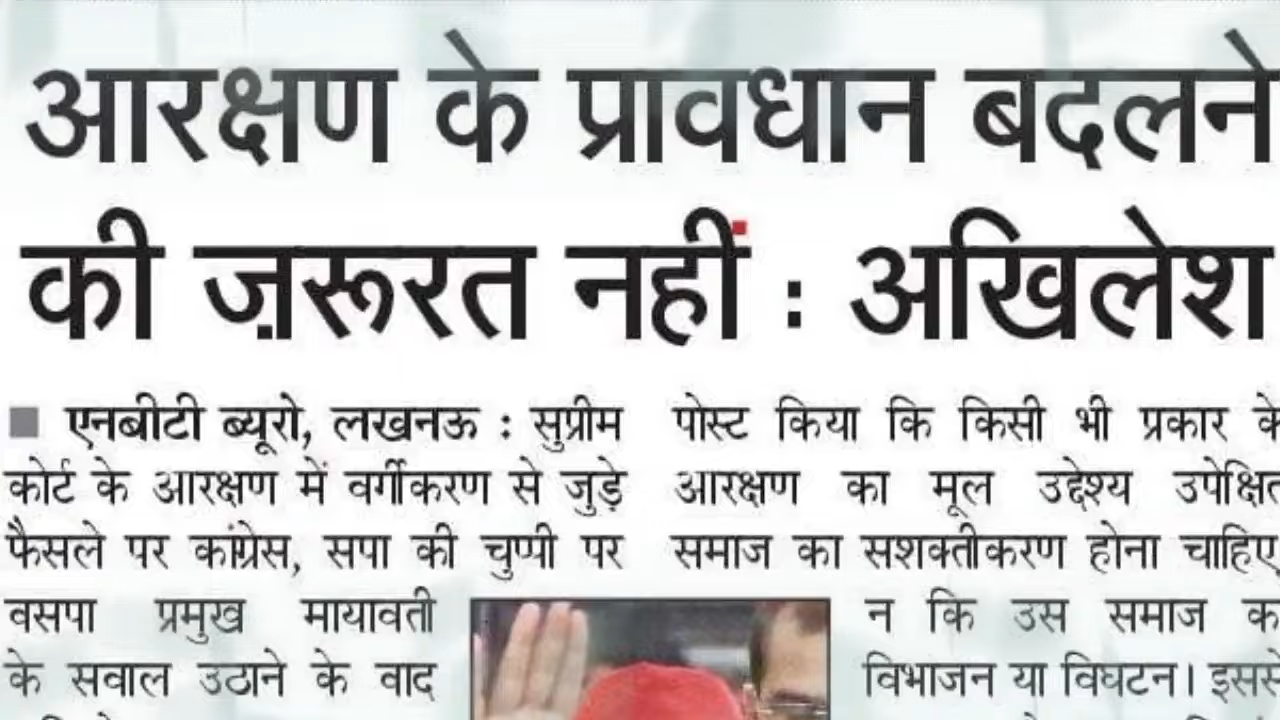 आरक्षण के प्रावधान बदलने
की ज़रूरत नहीं : अखिलेश
एनबीटी ब्यूरो, लखनऊ : सुप्रीम
कोर्ट के आरक्षण में वर्गीकरण से जुड़े
फैसले पर कांग्रेस, सपा की चुप्पी पर
वसपा प्रमुख मायावती
के सवाल उठाने के वाद
पोस्ट किया कि किसी भी प्रकार के
आरक्षण का मूल उद्देश्य उपेक्षित
समाज का सशक्तीकरण होना चाहिए,
न कि उस समाज का
विभाजन या विघटन। इससे